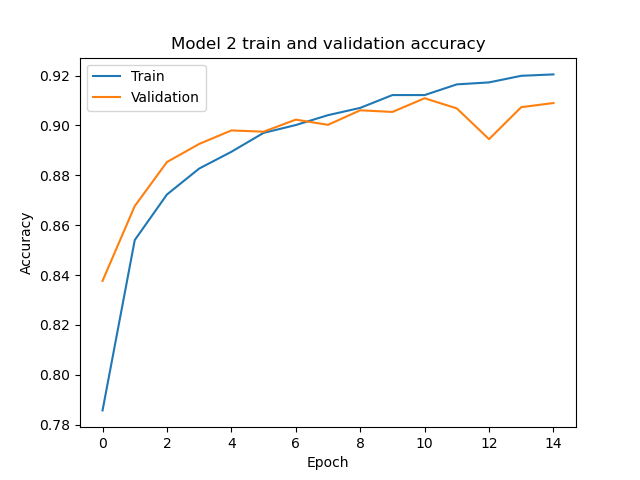 Model 2 train and validation accuracy
Train
Validation
0.92
0.90
0.88
0.86
0.84
0.82
0.80
0.78
Accuracy
0 2 4 6 8 10 12 14
Epoch